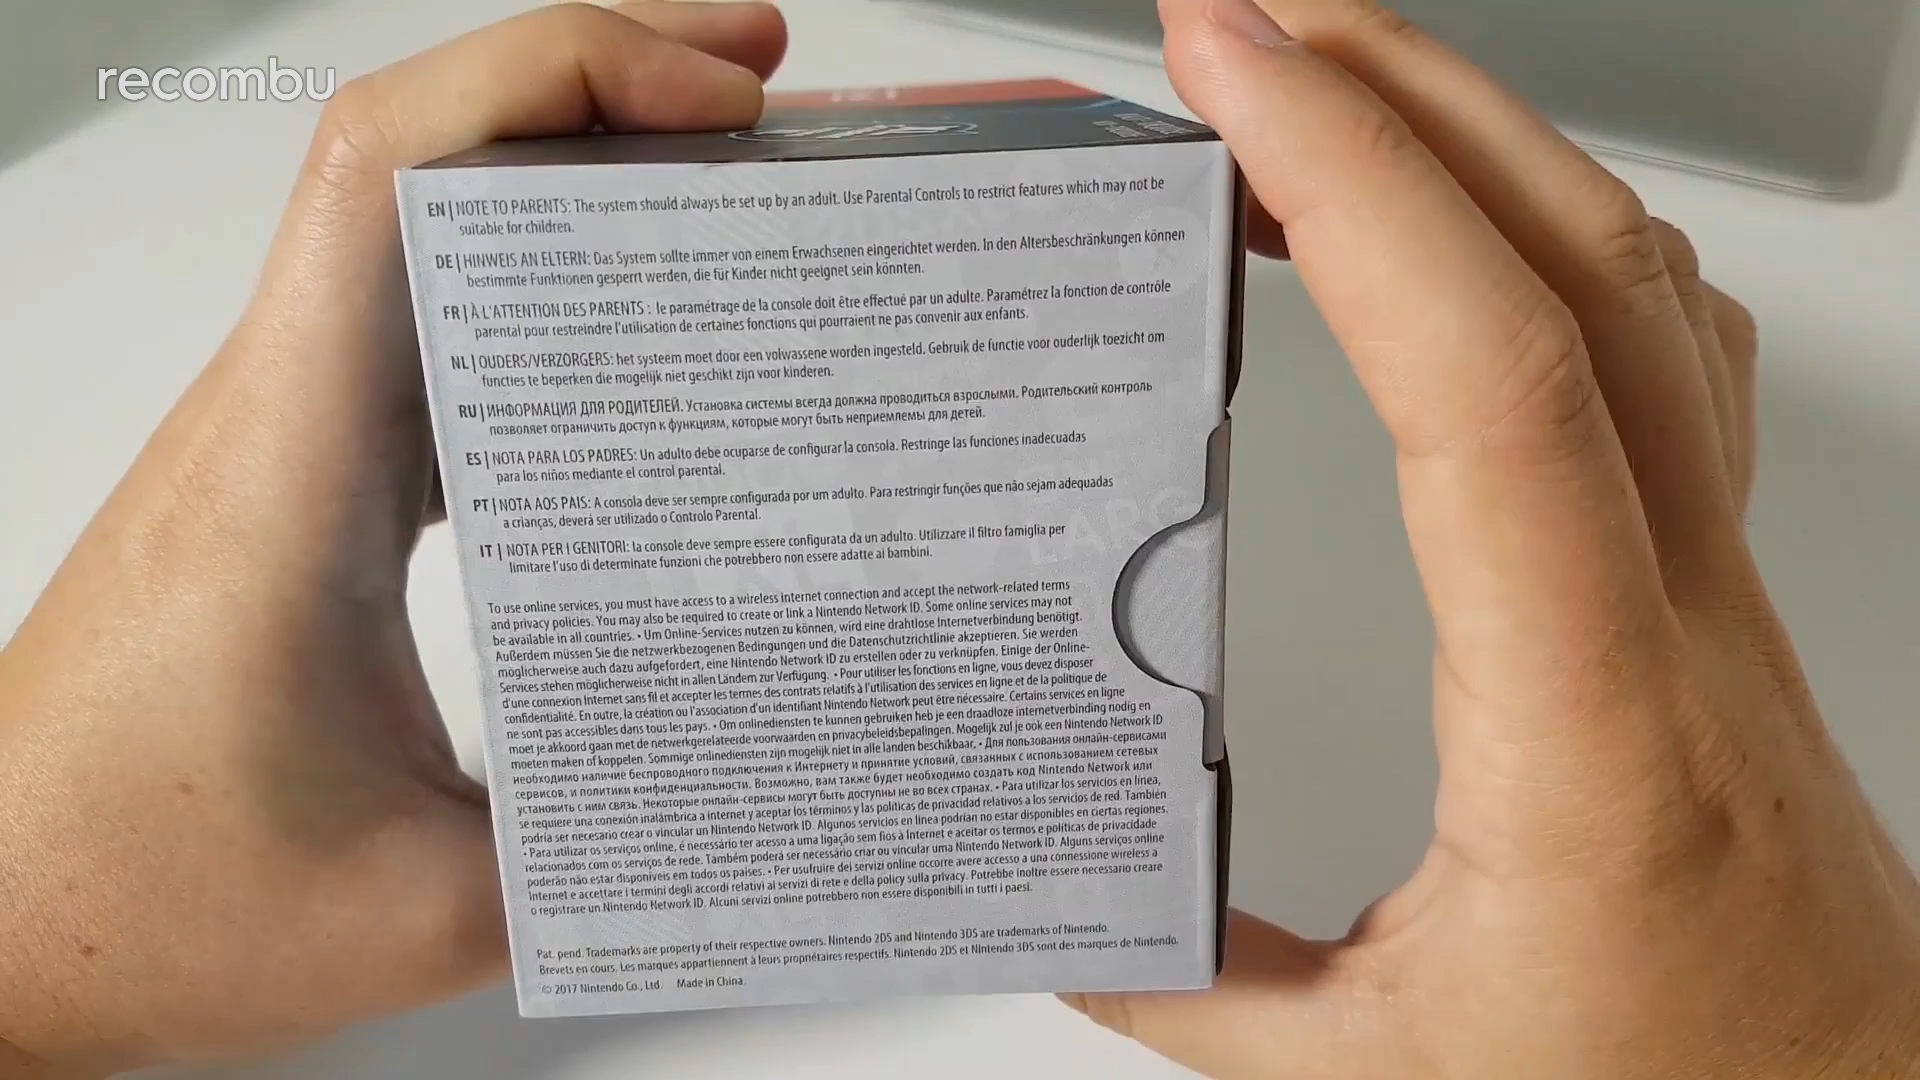 recombu
EN | NOTE TO PARENTS: The system should always be set up by an adult. Use Parental Controls to restrict features which may not be
suitable for children.
DE | HINWEIS AN ELTERN: Das System sollte immer von einem Erwachsenen eingerichtet werden. In den Altersbeschränkungen können
bestimmte Funktionen gesperrt werden, die für Kinder nicht geeignet sein könnten.
FR | À L'ATTENTION DES PARENTS : le paramétrage de la console doit être effectué par un adulte. Paramétrez la fonction de contrôle
parental pour restreindre l'utilisation de certaines fonctions qui pourraient ne pas convenir aux enfants.
NL | OUDERS/VERZORGERS: het systeem moet door een volwassene worden ingesteld. Gebruik de functie voor ouderlijk toezicht om
functies te beperken die mogelijk niet geschikt zijn voor kinderen.
RU | ИНФОРМАЦИЯ ДЛЯ РОДИТЕЛЕЙ. Установка системы всегда должна проводиться взрослыми. Родительский контроль
позволяет ограничить доступ к функциям, которые могут быть неприемлемы для детей.
ES | NOTA PARA LOS PADRES: Un adulto debe ocuparse de configurar la consola. Restringe las funciones inadecuadas
para los niños mediante el control parental.
PT | NOTA AOS PAIS: A consola deve ser sempre configurada por um adulto. Para restringir funções que não sejam adequadas
a crianças, deverá ser utilizado o Controlo Parental.
IT | NOTA PER I GENITORI: la console deve sempre essere configurata da un adulto. Utilizzare il filtro famiglia per
limitare l'uso di determinate funzioni che potrebbero non essere adatte ai bambini.
To use online services, you must have access to a wireless internet connection and accept the network-related terms
and privacy policies. You may also be required to create or link a Nintendo Network ID. Some online services may not
be available in all countries. • Um Online-Services nutzen zu können, wird eine drahtlose Internetverbindung benötigt.
Außerdem müssen Sie die netzwerkbezogenen Bedingungen und die Datenschutzrichtlinie akzeptieren. Sie werden
möglicherweise auch dazu aufgefordert, eine Nintendo Network ID zu erstellen oder zu verknüpfen. Einige der Online-
Services stehen möglicherweise nicht in allen Ländern zur Verfügung. • Pour utiliser les fonctions en ligne, vous devez disposer
d'une connexion Internet sans fil et accepter les termes des contrats relatifs à l'utilisation des services en ligne et de la politique de
confidentialité. En outre, la création ou l'association d'un identifiant Nintendo Network peut être nécessaire. Certains services en ligne
ne sont pas accessibles dans tous les pays. • Om onlinediensten te kunnen gebruiken heb je een draadloze internetverbinding nodig en
moet je akkoord gaan met de netwerkgerelateerde voorwaarden en privacybeleidsbepalingen. Mogelijk zul je ook een Nintendo Network ID
moeten maken of koppelen. Sommige onlinediensten zijn mogelijk niet in alle landen beschikbaar. • Для пользования онлайн-сервисами
необходимо наличие беспроводного подключения к Интернету и принятие условий, связанных с использованием сетевых
сервисов, и политики конфиденциальности. Возможно, вам также будет необходимо создать код Nintendo Network или
установить с ним связь. Некоторые онлайн-сервисы могут быть доступны не во всех странах. • Para utilizar los servicios en línea,
se requiere una conexión inalámbrica a internet y aceptar los términos y las políticas de privacidad relativos a los servicios de red. También
podría ser necesario crear o vincular un Nintendo Network ID. Algunos servicios en línea podrían no estar disponibles en ciertas regiones.
• Para utilizar os serviços online, é necessário ter acesso a uma ligação sem fios à Internet e aceitar os termos e políticas de privacidade
relacionados com os serviços de rede. Também poderá ser necessário criar ou vincular uma Nintendo Network ID. Alguns serviços online
poderão não estar disponíveis em todos os países. • Per usufruire dei servizi online occorre avere accesso a una connessione wireless a
Internet e accettare i termini degli accordi relativi ai servizi di rete e della policy sulla privacy. Potrebbe inoltre essere necessario creare
o registrare un Nintendo Network ID. Alcuni servizi online potrebbero non essere disponibili in tutti i paesi.
Pat. pend. Trademarks are property of their respective owners. Nintendo 2DS and Nintendo 3DS are trademarks of Nintendo.
Brevets en cours. Les marques appartiennent à leurs propriétaires respectifs. Nintendo 2DS et Nintendo 3DS sont des marques de Nintendo.
© 2017 Nintendo Co., Ltd. Made in China.